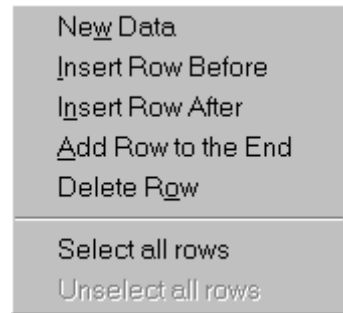 New Data
Insert Row Before
Insert Row After
Add Row to the End
Delete Row
Select all rows
Unselect all rows